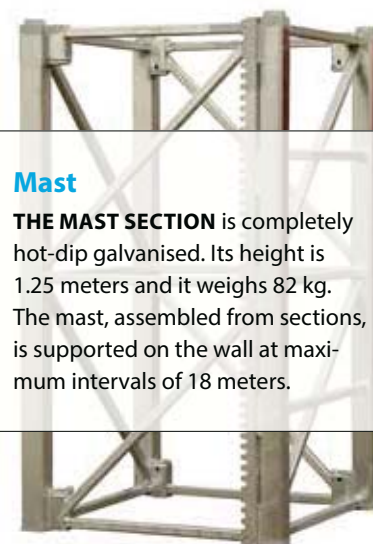 Mast
THE MAST SECTION is completely
hot-dip galvanised. Its height is
1.25 meters and it weighs 82 kg.
The mast, assembled from sections,
is supported on the wall at maxi-
mum intervals of 18 meters.